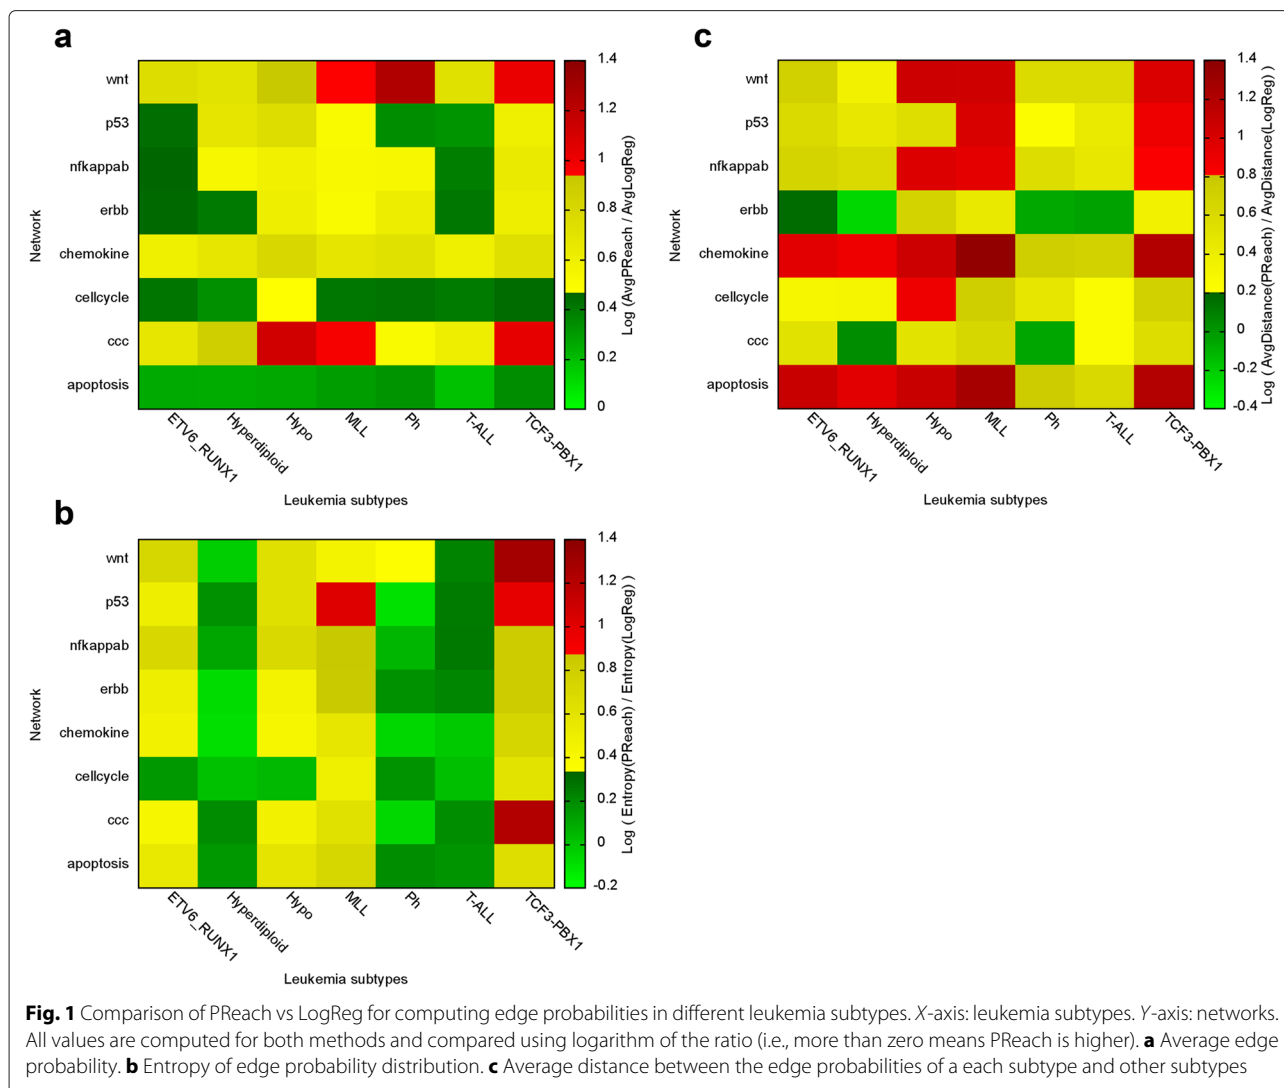 a
wnt
p53
nfkappab
erbb
chemokine
cellcycle
ccc
apoptosis
Network
ETV6_RUNX1
Hyperdiploid
Hypo
MLL
Ph
T-ALL
TCF3-PBX1
Leukemia subtypes
1.4
1.2
1
0.8
0.6
0.4
0.2
0
Log (AvgPReach / AvgLogReg)
c
wnt
p53
nfkappab
erbb
chemokine
cellcycle
ccc
apoptosis
Network
ETV6_RUNX1
Hyperdiploid
Hypo
MLL
Ph
T-ALL
TCF3-PBX1
Leukemia subtypes
1.4
1.2
1
0.8
0.6
0.4
0.2
0
-0.2
-0.4
Log ( AvgDistance(PReach) / AvgDistance(LogReg) )
b
wnt
p53
nfkappab
erbb
chemokine
cellcycle
ccc
apoptosis
Network
ETV6_RUNX1
Hyperdiploid
Hypo
MLL
Ph
T-ALL
TCF3-PBX1
Leukemia subtypes
1.4
1.2
1
0.8
0.6
0.4
0.2
0
-0.2
Log ( Entropy(PReach) / Entropy(LogReg) )
Fig. 1 Comparison of PReach vs LogReg for computing edge probabilities in different leukemia subtypes. X-axis: leukemia subtypes. Y-axis: networks.
All values are computed for both methods and compared using logarithm of the ratio (i.e., more than zero means PReach is higher). a Average edge
probability. b Entropy of edge probability distribution. c Average distance between the edge probabilities of a each subtype and other subtypes